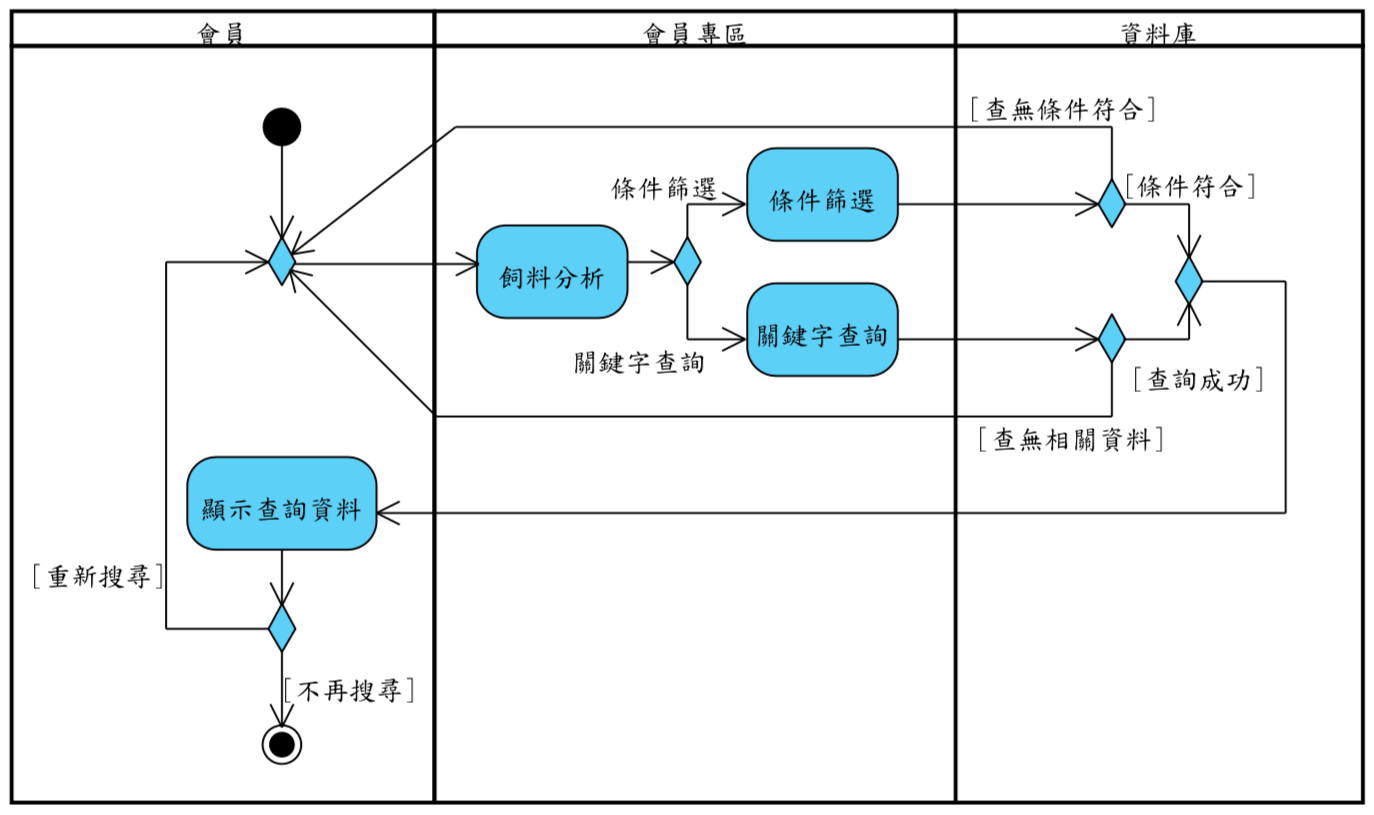 會員
會員專區
資料庫
[查無條件符合]
條件篩選
條件篩選
[條件符合]
飼料分析
關鍵字查詢
關鍵字查詢
[查詢成功]
[查無相關資料]
顯示查詢資料
[重新搜尋]
[不再搜尋]